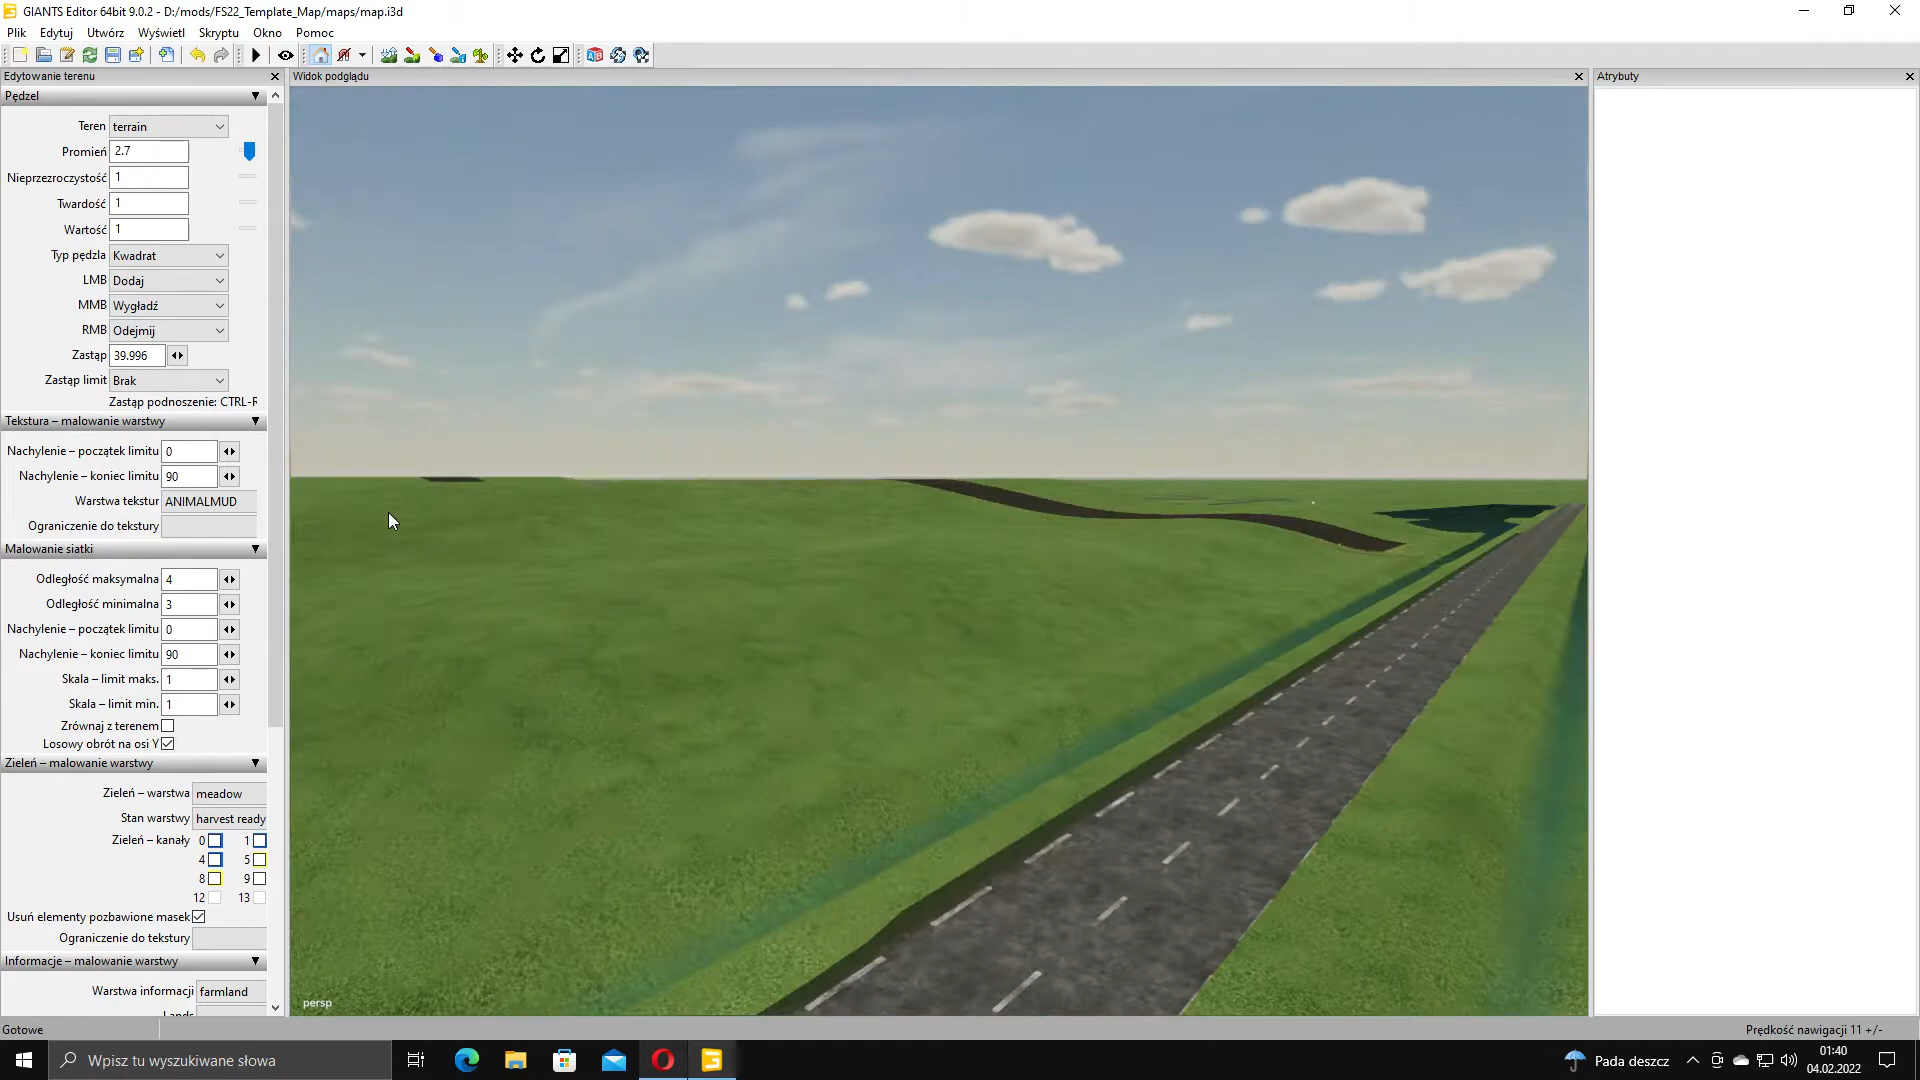 GIANTS Editor 64bit 9.0.2 - D:/mods/FS22_Template_Map/maps/map.i3d
Plik Edytuj Utwórz Wyświetl Skryptu Okno Pomoc
Edytowanie terenu
Widok podglądu
Atrybuty
Pędzel
Teren terrain
Promień 2.7
Nieprzezroczystość 1
Twardość 1
Wartość 1
Typ pędzla Kwadrat
LMB Dodaj
MMB Wygładź
RMB Odejmij
Zastąp 39.996
Zastąp limit Brak
Zastąp podnoszenie: CTRL-R
Tekstura – malowanie warstwy
Nachylenie – początek limitu 0
Nachylenie – koniec limitu 90
Warstwa tekstur ANIMALMUD
Ograniczenie do tekstury
Malowanie siatki
Odległość maksymalna 4
Odległość minimalna 3
Nachylenie – początek limitu 0
Nachylenie – koniec limitu 90
Skala – limit maks. 1
Skala – limit min. 1
Zrównaj z terenem
Losowy obrót na osi Y
Zieleń – malowanie warstwy
Zieleń – warstwa meadow
Stan warstwy harvest ready
Zieleń – kanały 0 1
4 5
8 9
12 13
Usuń elementy pozbawione masek
Ograniczenie do tekstury
Informacje – malowanie warstwy
Warstwa informacji farmland
persp
Gotowe
Prędkość nawigacji 11 +/-
Wpisz tu wyszukiwane słowa
Pada deszcz
01:40
04.02.2022